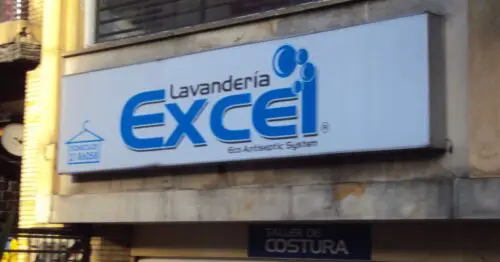 Lavandería
EXCEl
®
Eco Antiseptic System
TALLER DE
COSTURA